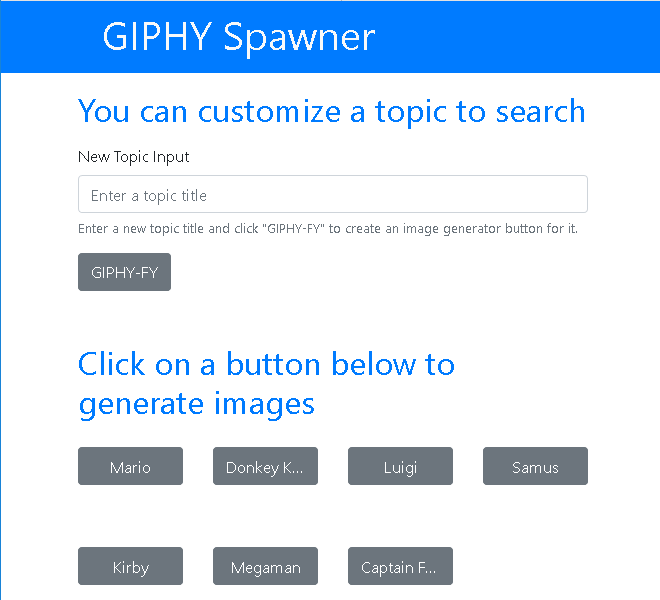 GIPHY Spawner
You can customize a topic to search
New Topic Input
Enter a topic title
Enter a new topic title and click "GIPHY-FY" to create an image generator button for it.
GIPHY-FY
Click on a button below to
generate images
Mario Donkey K... Luigi Samus
Kirby Megaman Captain F...